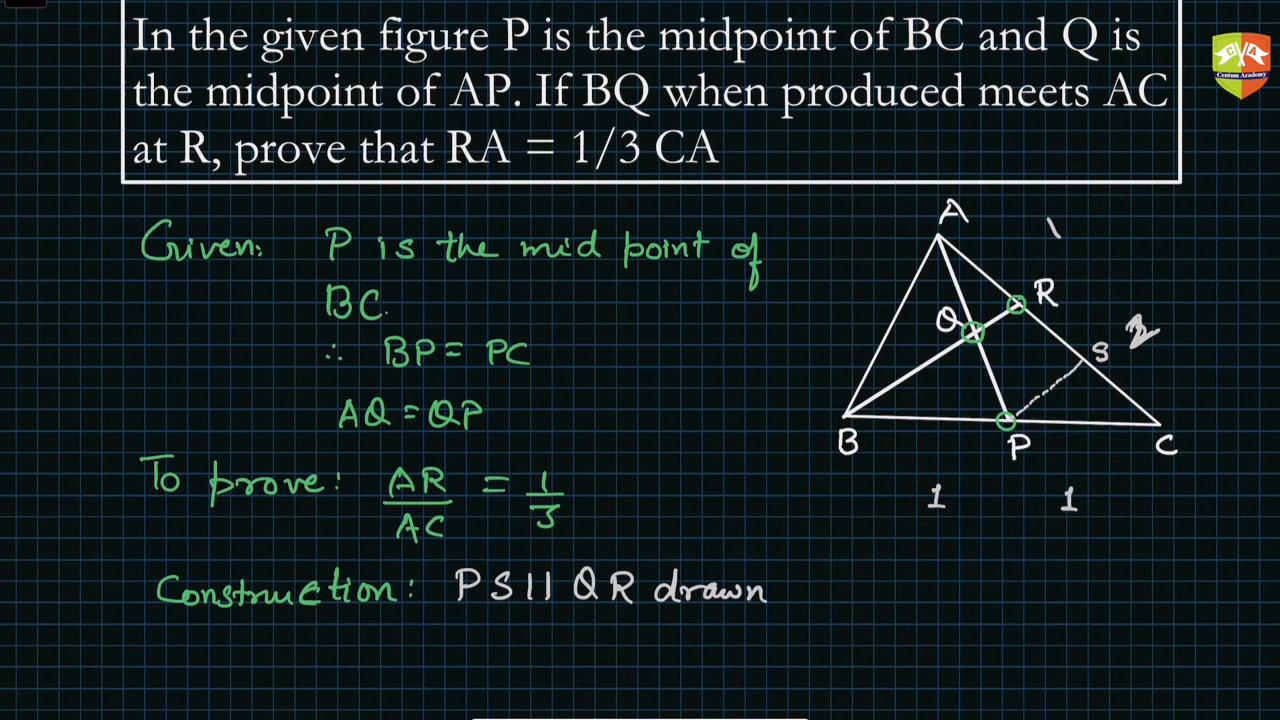 In the given figure P is the midpoint of BC and Q is
the midpoint of AP. If BQ when produced meets AC
at R, prove that RA = 1/3 CA
C A
Centum Academy
Given: P is the mid point of
BC.
∴ BP = PC
AQ = QP
To prove: AR/AC = 1/3
Construction: PS || QR drawn
A
R
Q
S
B
P
C
1 1